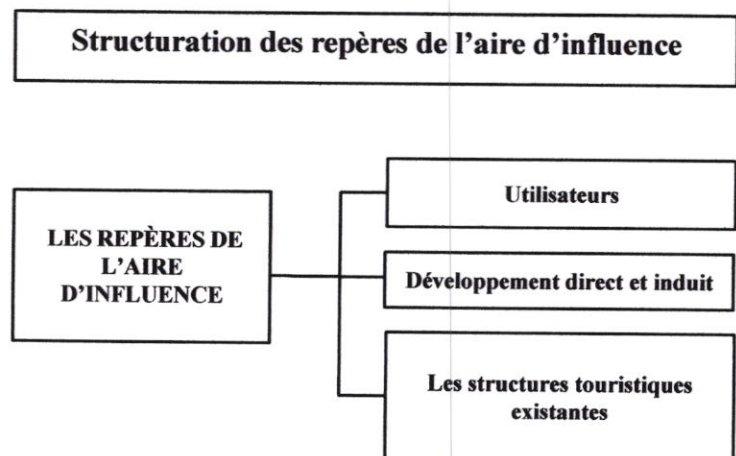 Structuration des repères de l'aire d'influence
LES REPÈRES DE
L'AIRE
D'INFLUENCE
Utilisateurs
Développement direct et induit
Les structures touristiques
existantes